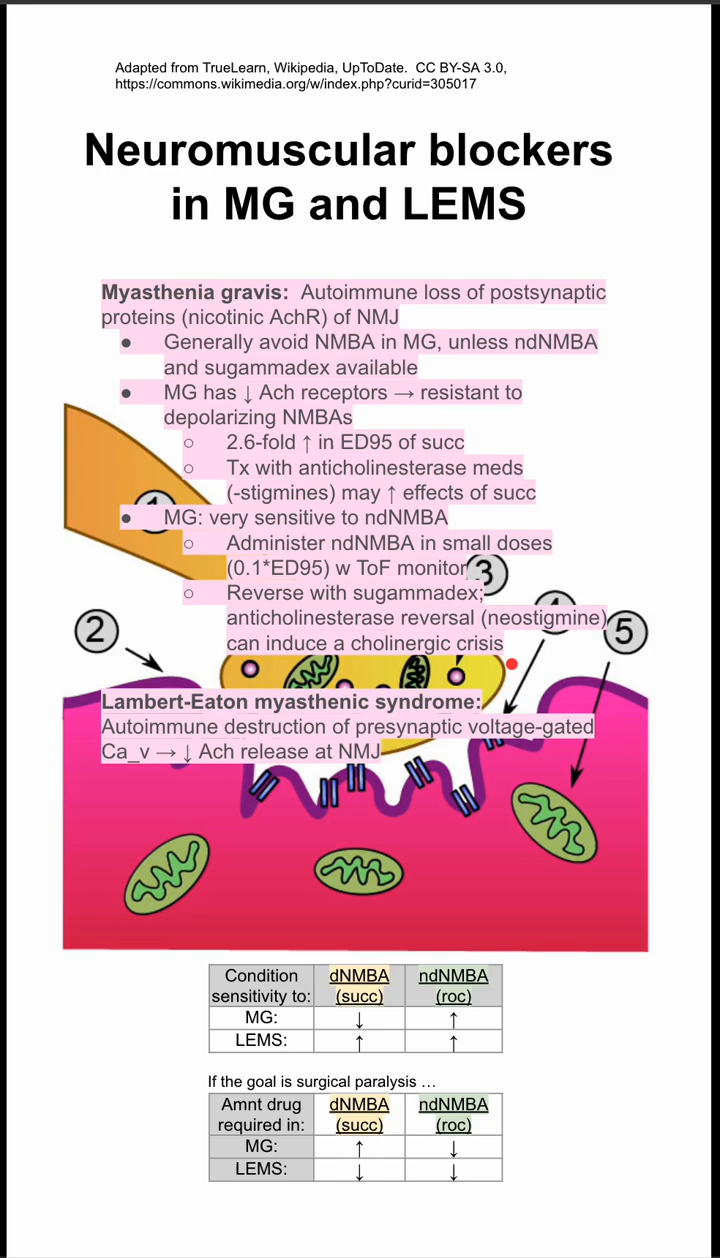 Adapted from TrueLearn, Wikipedia, UpToDate.  CC BY-SA 3.0,
https://commons.wikimedia.org/w/index.php?curid=305017
Neuromuscular blockers
in MG and LEMS
Myasthenia gravis:  Autoimmune loss of postsynaptic
proteins (nicotinic AchR) of NMJ
● Generally avoid NMBA in MG, unless ndNMBA
and sugammadex available
● MG has ↓ Ach receptors → resistant to
depolarizing NMBAs
○ 2.6-fold ↑ in ED95 of succ
○ Tx with anticholinesterase meds
(-stigmines) may ↑ effects of succ
1
● MG: very sensitive to ndNMBA
○ Administer ndNMBA in small doses
(0.1*ED95) w ToF monitor
3
○ Reverse with sugammadex;
anticholinesterase reversal (neostigmine)
can induce a cholinergic crisis
2
4
5
Lambert-Eaton myasthenic syndrome:
Autoimmune destruction of presynaptic voltage-gated
Ca_v → ↓ Ach release at NMJ
Condition sensitivity to: dNMBA (succ) ndNMBA (roc)
MG: ↓ ↑
LEMS: ↑ ↑
If the goal is surgical paralysis …
Amnt drug required in: dNMBA (succ) ndNMBA (roc)
MG: ↑ ↓
LEMS: ↓ ↓